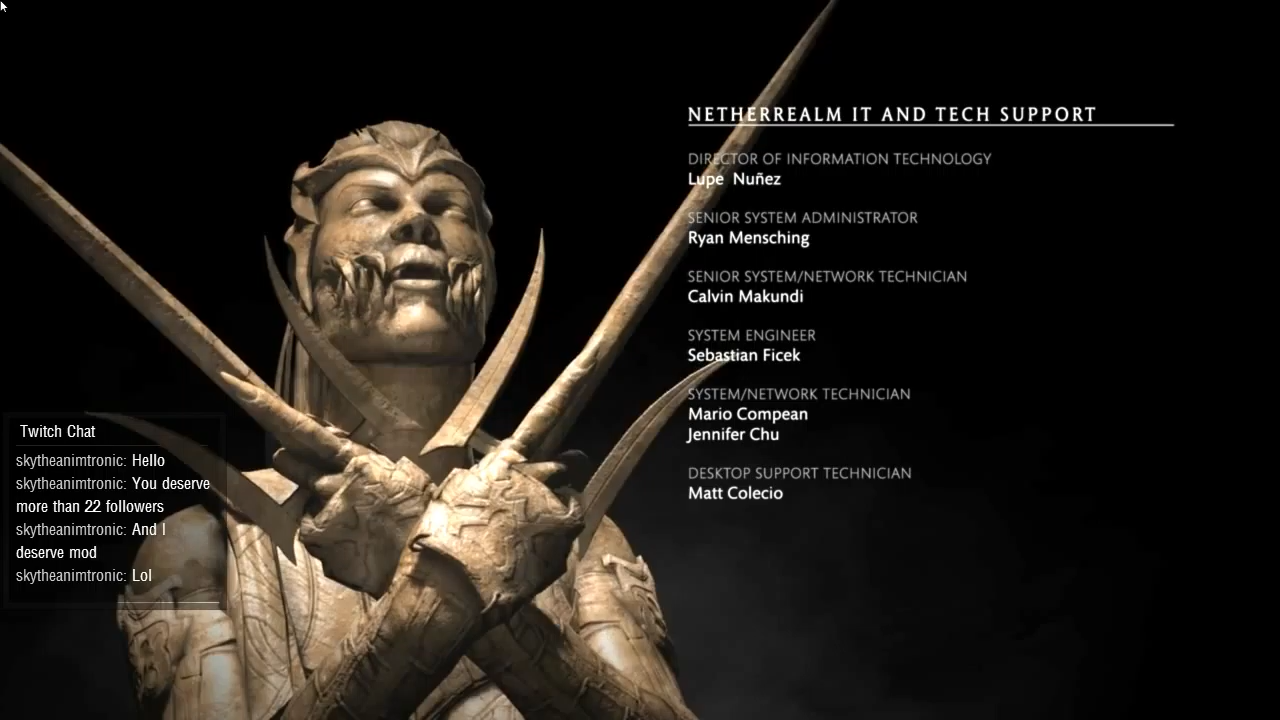 NETHERREALM IT AND TECH SUPPORT
DIRECTOR OF INFORMATION TECHNOLOGY
Lupe Nuñez
SENIOR SYSTEM ADMINISTRATOR
Ryan Mensching
SENIOR SYSTEM/NETWORK TECHNICIAN
Calvin Makundi
SYSTEM ENGINEER
Sebastian Ficek
SYSTEM/NETWORK TECHNICIAN
Mario Compean
Jennifer Chu
DESKTOP SUPPORT TECHNICIAN
Matt Colecio
Twitch Chat
skytheanimtronic: Hello
skytheanimtronic: You deserve
more than 22 followers
skytheanimtronic: And I
deserve mod
skytheanimtronic: Lol